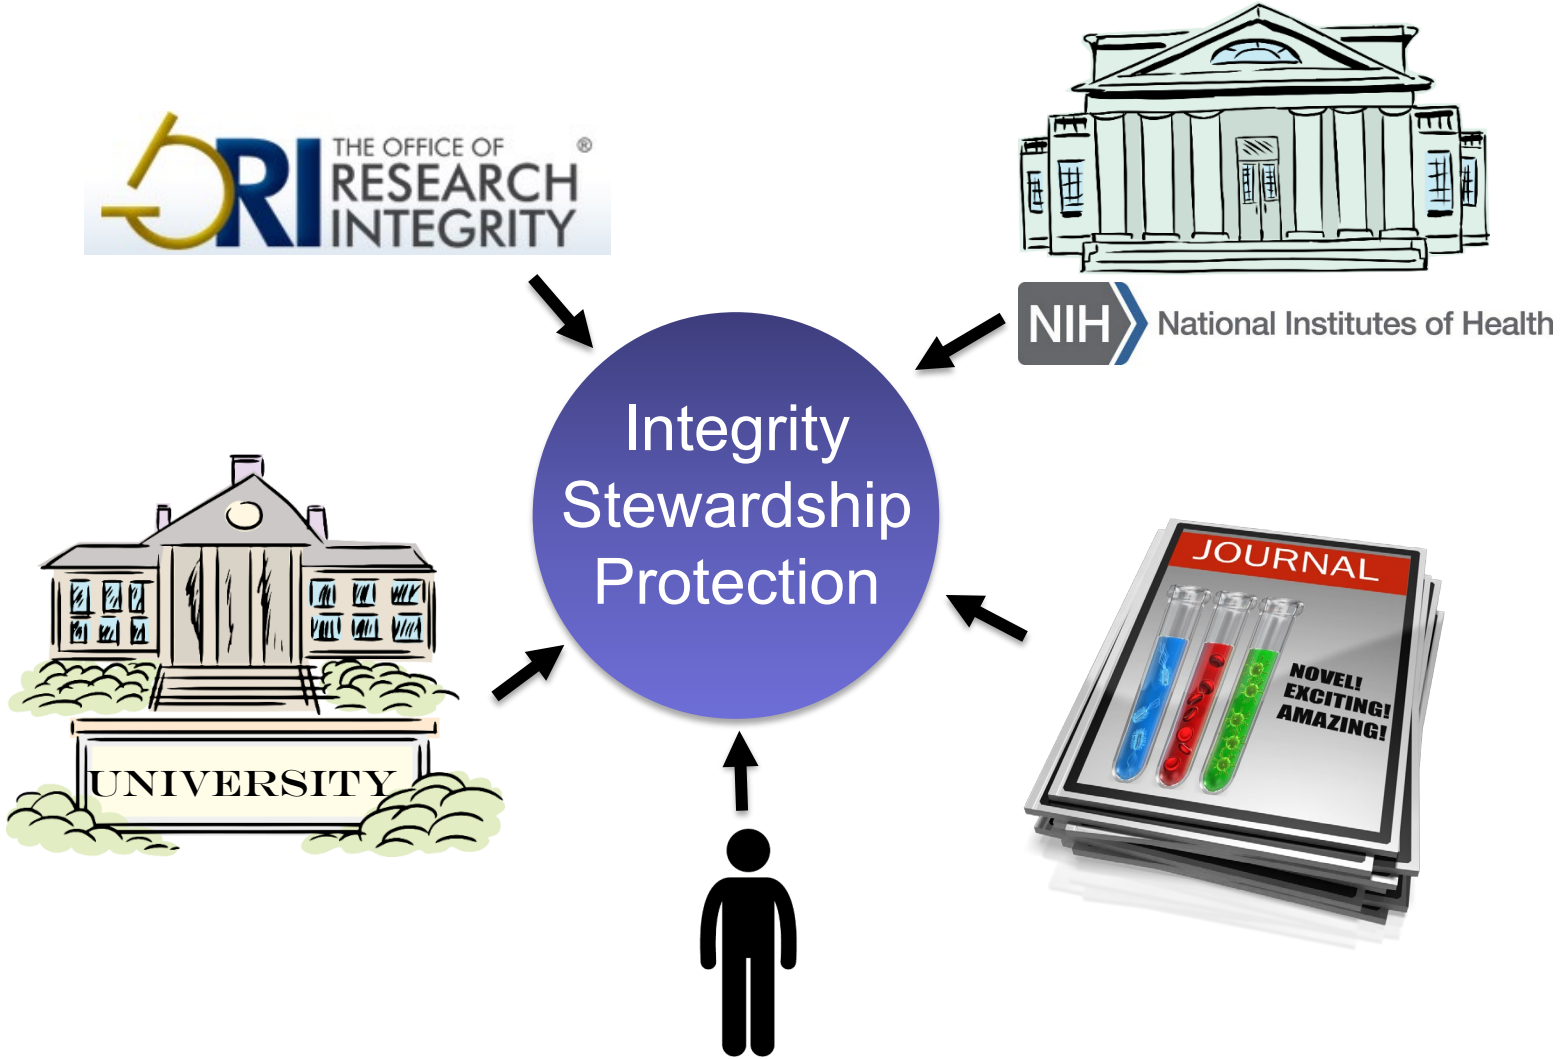 ORI
THE OFFICE OF ®
RESEARCH
INTEGRITY
NIH National Institutes of Health
Integrity
Stewardship
Protection
UNIVERSITY
JOURNAL
NOVEL!
EXCITING!
AMAZING!